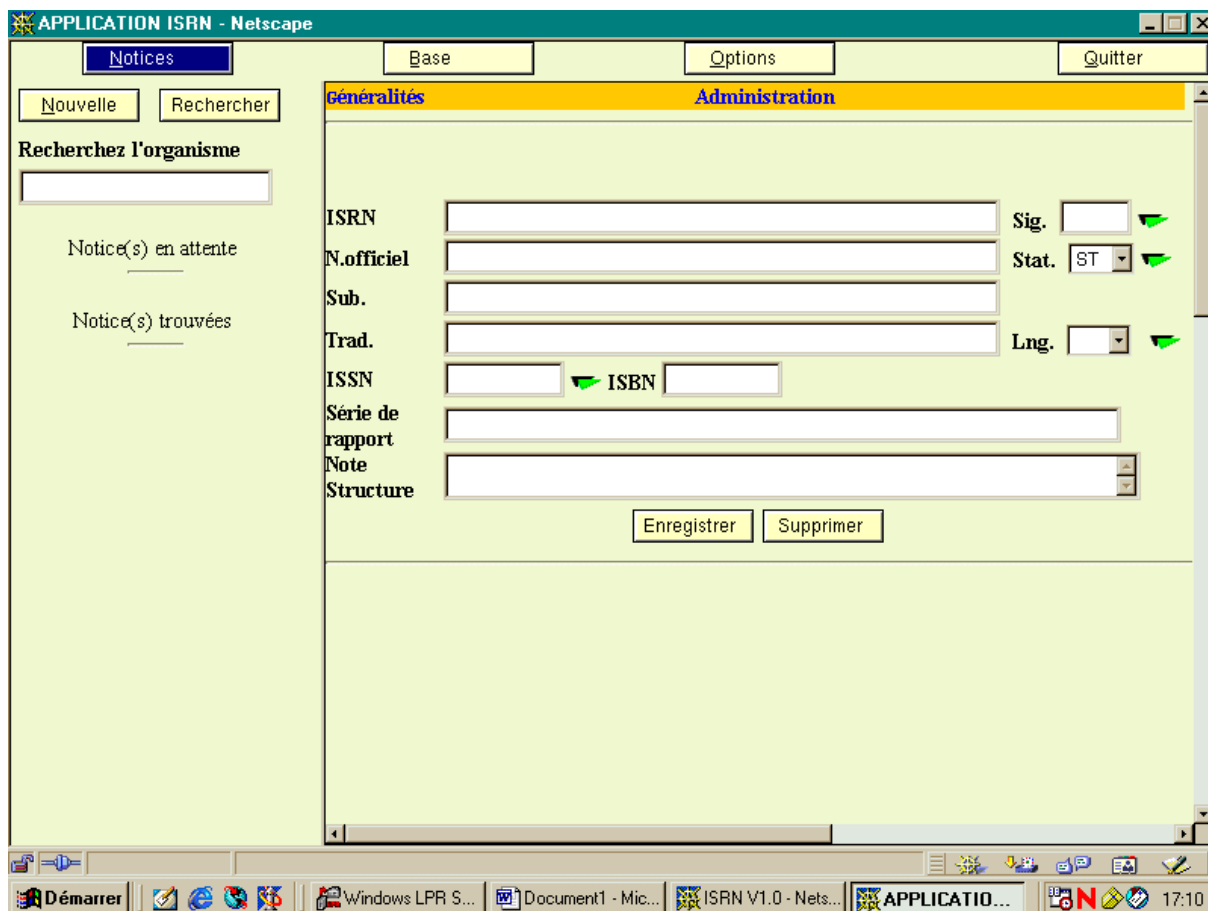 APPLICATION ISRN - Netscape
Notices Base Options Quitter
Nouvelle Rechercher
Généralités Administration
Recherchez l'organisme
Notice(s) en attente
Notice(s) trouvées
ISRN Sig.
N.officiel Stat. ST
Sub.
Trad. Lng.
ISSN ISBN
Série de
rapport
Note
Structure
Enregistrer Supprimer
Démarrer Windows LPR S... Document1 - Mic... ISRN V1.0 - Nets... APPLICATIO... 17:10